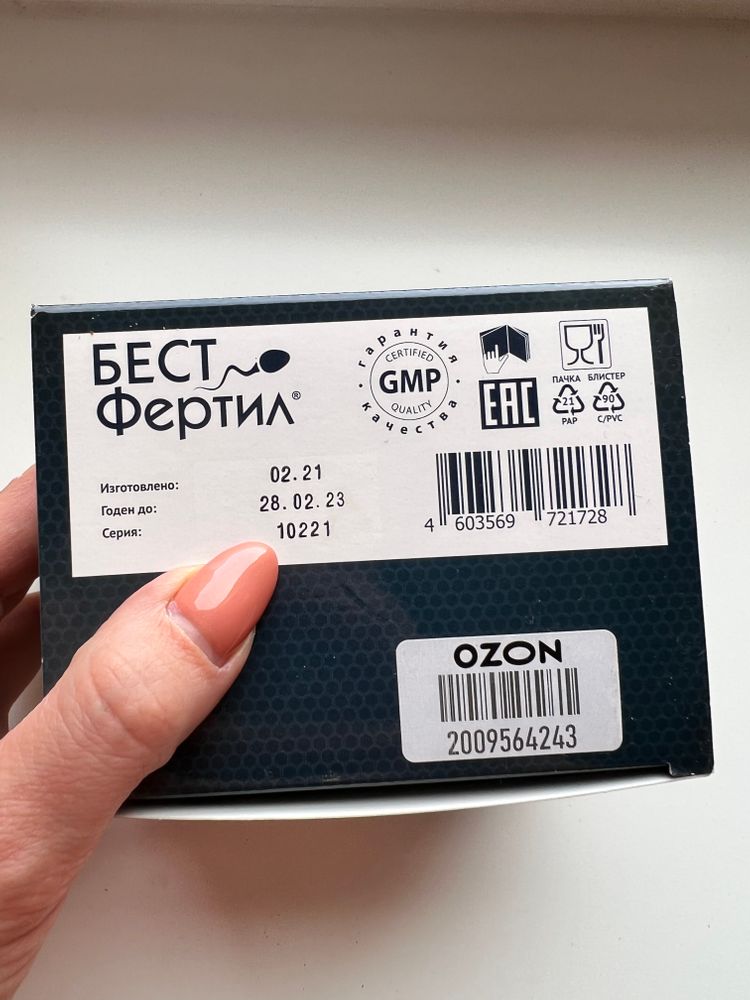 БЕСТ
фертил®
гарантия
CERTIFIED
GMP
QUALITY
качества
EAC
ПАЧКА БЛИСТЕР
21 90
PAP C/PVC
Изготовлено: 02.21
Годен до: 28.02.23
Серия: 10221
4 603569 721728
OZON
2009564243